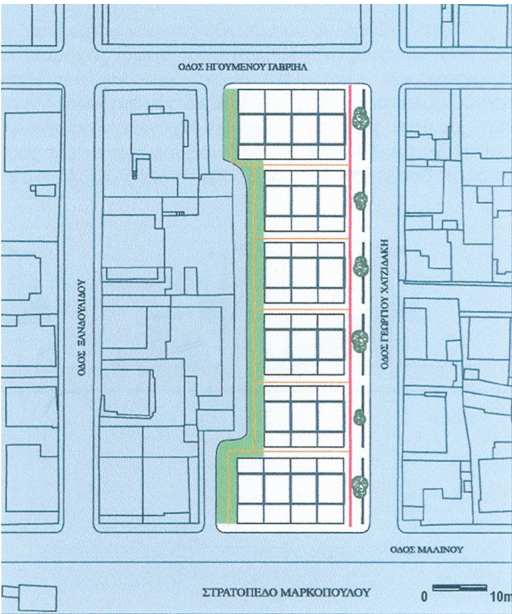 ΟΔΟΣ ΗΓΟΥΜΕΝΟΥ ΓΑΒΡΙΗΛ
ΟΔΟΣ ΞΑΝΘΟΥΔΙΔΟΥ
ΟΔΟΣ ΓΕΩΡΓΙΟΥ ΧΑΤΖΙΔΑΚΗ
ΟΔΟΣ ΜΑΛΙΝΟΥ
ΣΤΡΑΤΟΠΕΔΟ ΜΑΡΚΟΠΟΥΛΟΥ
0 10m